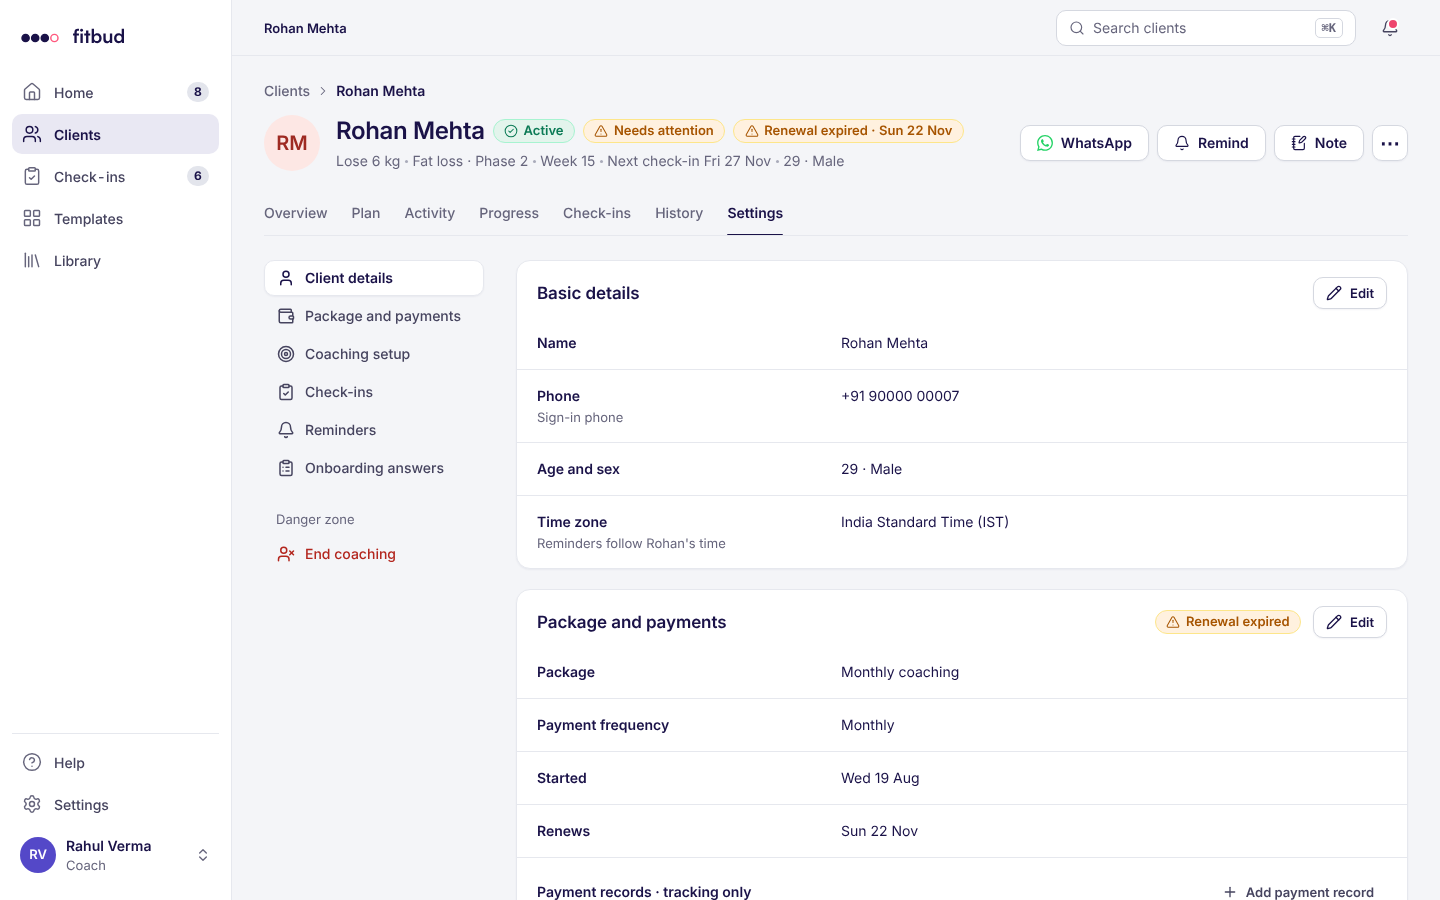 fitbud
Home 8
Clients
Check-ins 6
Templates
Library
Help
Settings
RV
Rahul Verma
Coach
Rohan Mehta
Search clients ⌘K
Clients > Rohan Mehta
RM
Rohan Mehta Active Needs attention Renewal expired · Sun 22 Nov
Lose 6 kg · Fat loss · Phase 2 · Week 15 · Next check-in Fri 27 Nov · 29 · Male
WhatsApp Remind Note
Overview Plan Activity Progress Check-ins History Settings
Client details
Package and payments
Coaching setup
Check-ins
Reminders
Onboarding answers
Danger zone
End coaching
Basic details Edit
Name Rohan Mehta
Phone +91 90000 00007
Sign-in phone
Age and sex 29 · Male
Time zone India Standard Time (IST)
Reminders follow Rohan's time
Package and payments Renewal expired Edit
Package Monthly coaching
Payment frequency Monthly
Started Wed 19 Aug
Renews Sun 22 Nov
Payment records · tracking only + Add payment record